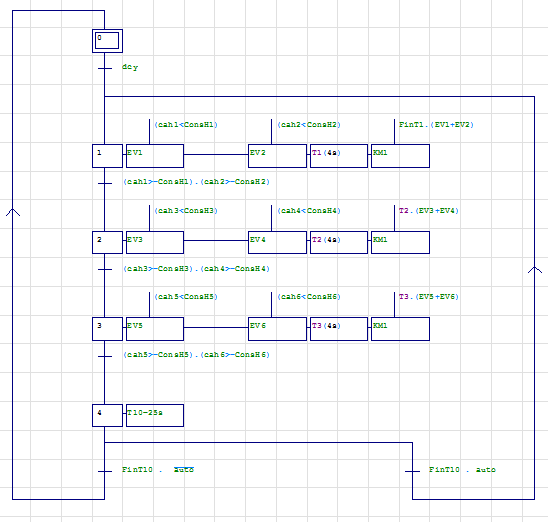 0
dcy
(cah1<ConsH1) (cah2<ConsH2) FinT1.(EV1+EV2)
1 EV1 EV2 T1(4s) KM1
(cah1>-ConsH1).(cah2>-ConsH2)
(cah3<ConsH3) (cah4<ConsH4) T2.(EV3+EV4)
2 EV3 EV4 T2(4s) KM1
(cah3>-ConsH3).(cah4>-ConsH4)
(cah5<ConsH5) (cah6<ConsH6) T3.(EV5+EV6)
3 EV5 EV6 T3(4s) KM1
(cah5>-ConsH5).(cah6>-ConsH6)
4 T10-25s
FinT10 . a̅u̅t̅o̅ FinT10 . auto